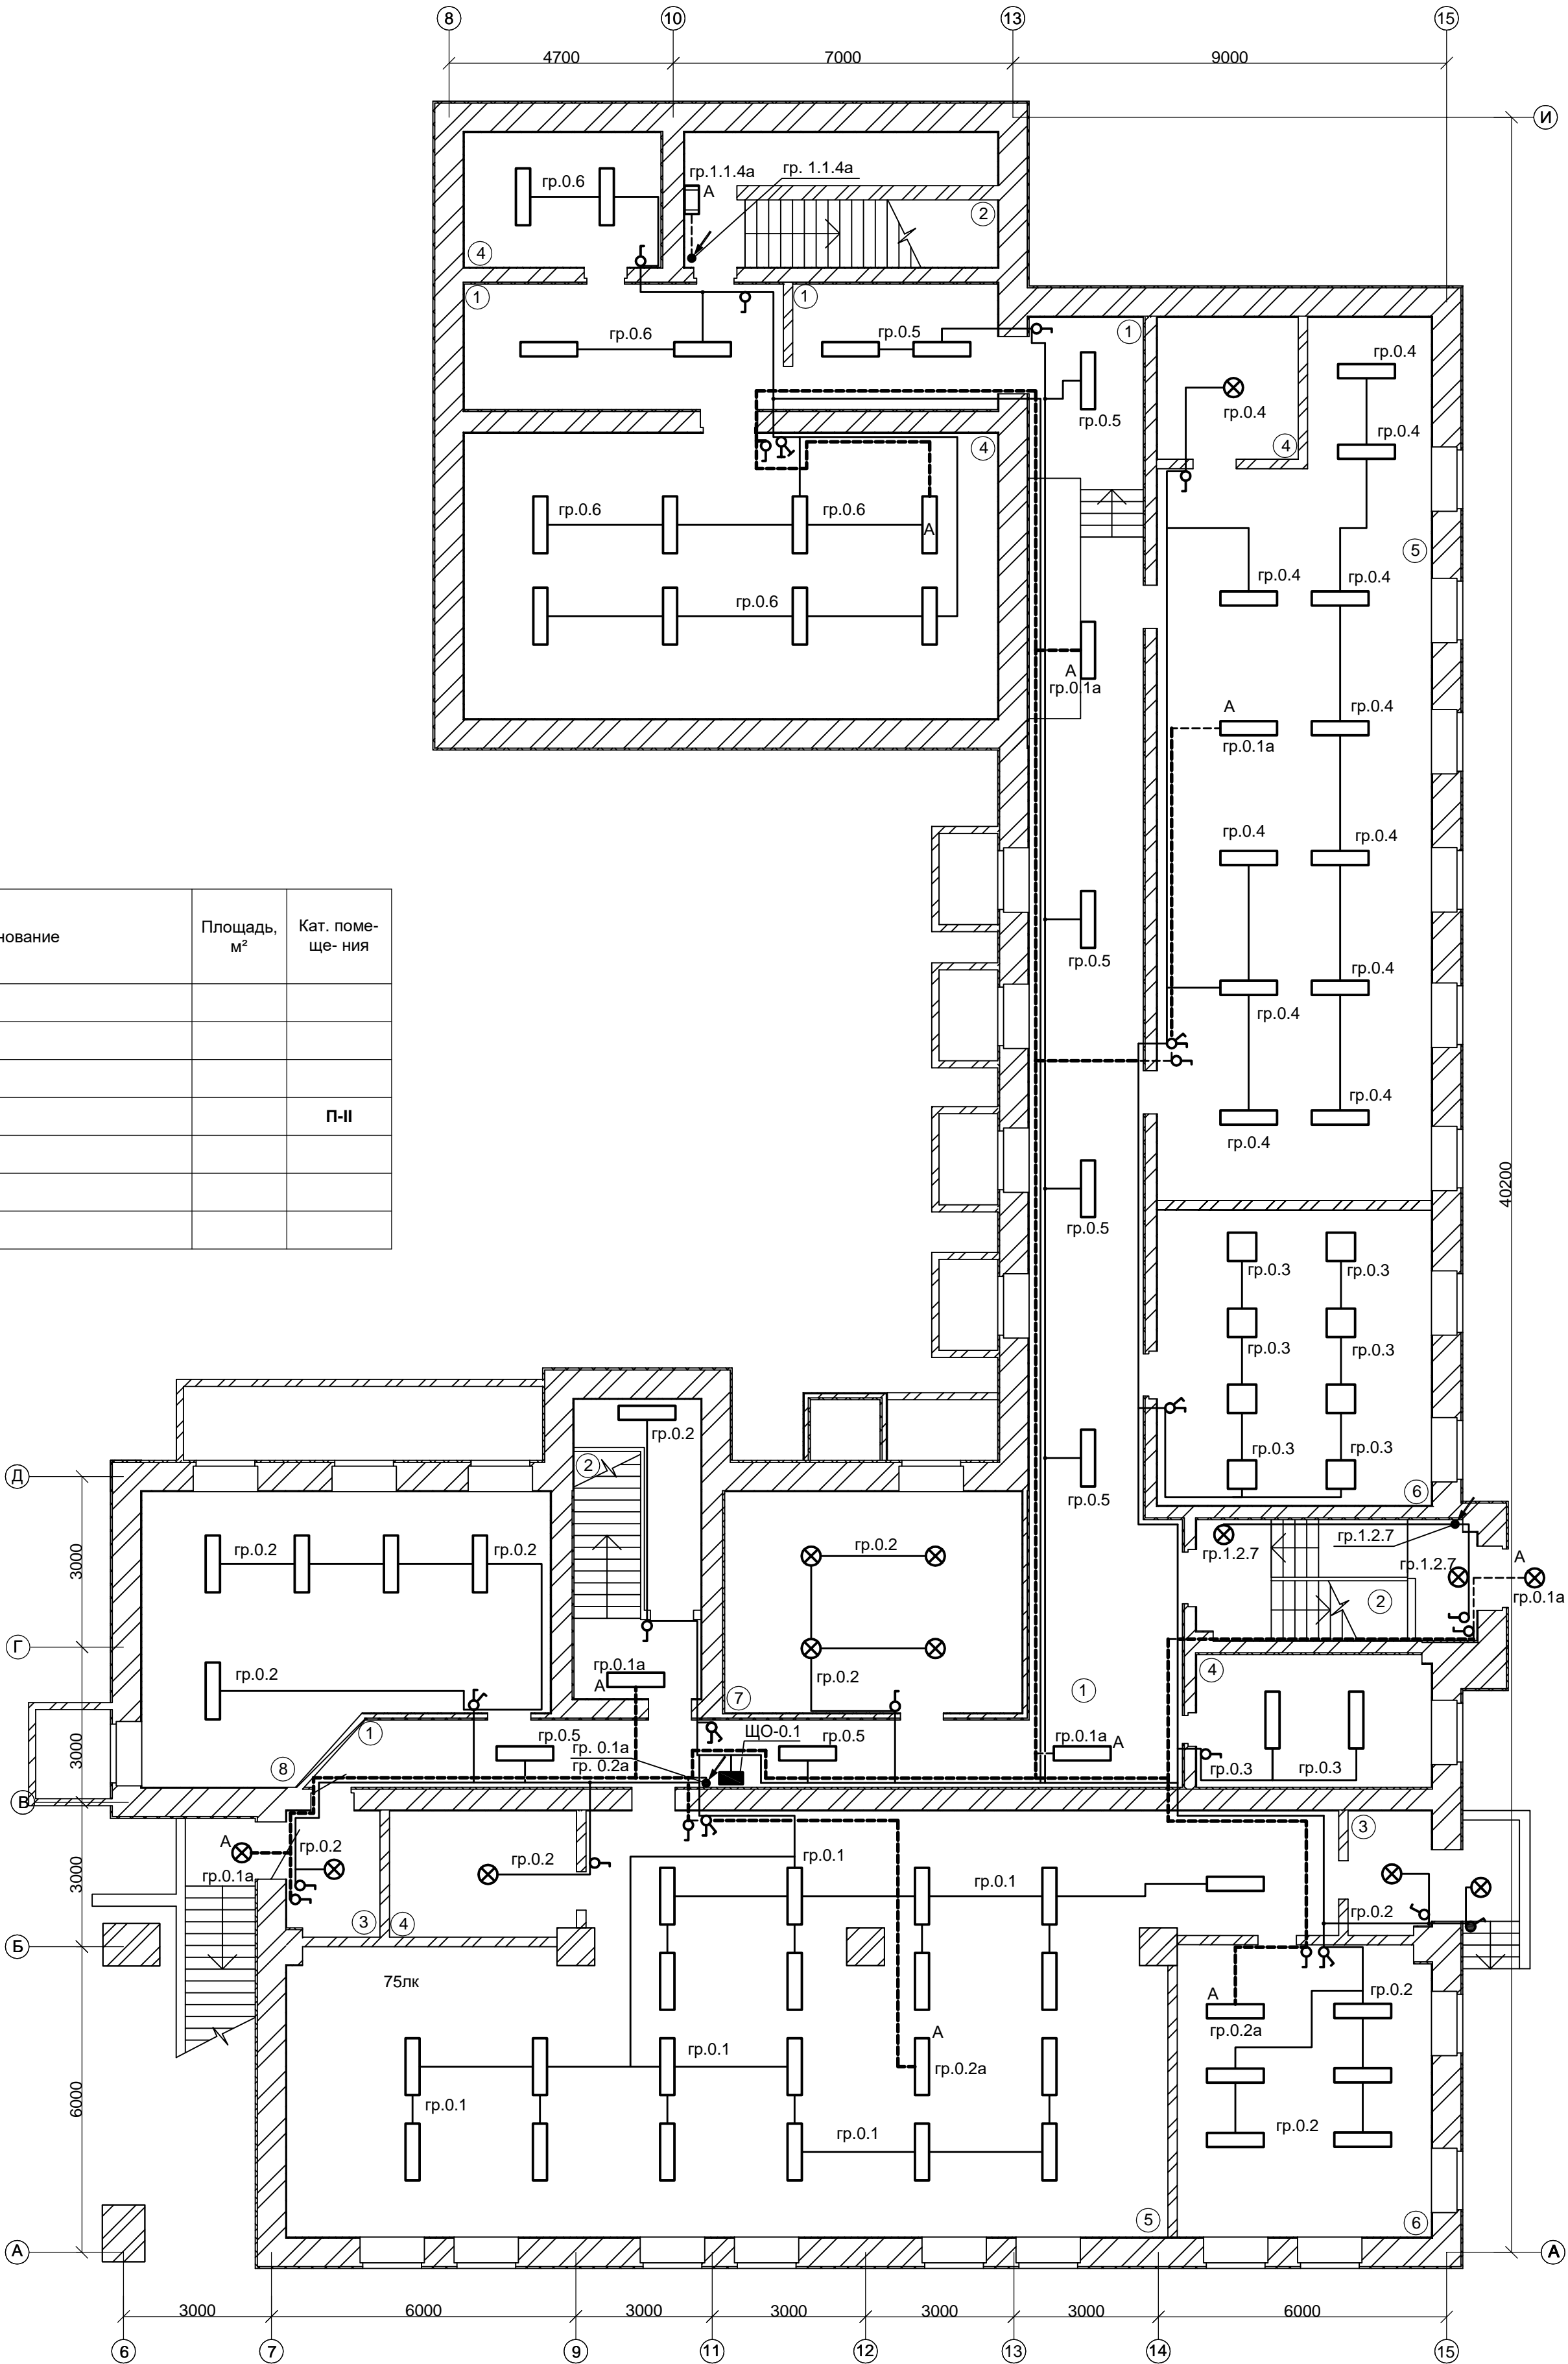 8
10
13
15
4700
7000
9000
И
гр.0.6
гр.1.1.4а
А
гр. 1.1.4а
2
4
1
1
1
гр.0.6
гр.0.5
гр.0.5
гр.0.4
гр.0.4
гр.0.4
4
4
5
гр.0.6
гр.0.6
А
гр.0.6
гр.0.4
гр.0.4
А
гр.0.1а
А
гр.0.1а
гр.0.4
гр.0.4
гр.0.4
нование
Площадь,
м²
Кат. поме-
ще- ния
П-II
гр.0.5
гр.0.4
гр.0.4
гр.0.4
гр.0.4
40200
гр.0.5
гр.0.3
гр.0.3
гр.0.3
гр.0.3
гр.0.3
гр.0.3
гр.0.5
6
гр.0.2
2
Д
3000
гр.0.2
гр.0.2
гр.0.2
гр.1.2.7
гр.1.2.7
гр.1.2.7
А
гр.0.1а
2
Г
гр.0.2
гр.0.1а
А
гр.0.2
7
1
4
3000
1
8
гр.0.5
гр. 0.1а
гр. 0.2а
ЩО-0.1
гр.0.5
гр.0.1а
А
гр.0.3
гр.0.3
В
А
гр.0.1а
гр.0.2
гр.0.2
гр.0.1
гр.0.1
3
гр.0.2
3000
3
4
Б
75лк
А
гр.0.2а
гр.0.2
гр.0.1
А
гр.0.2а
гр.0.1
гр.0.1
гр.0.2
6000
5
6
А
А
3000
6000
3000
3000
3000
3000
6000
6
7
9
11
12
13
14
15